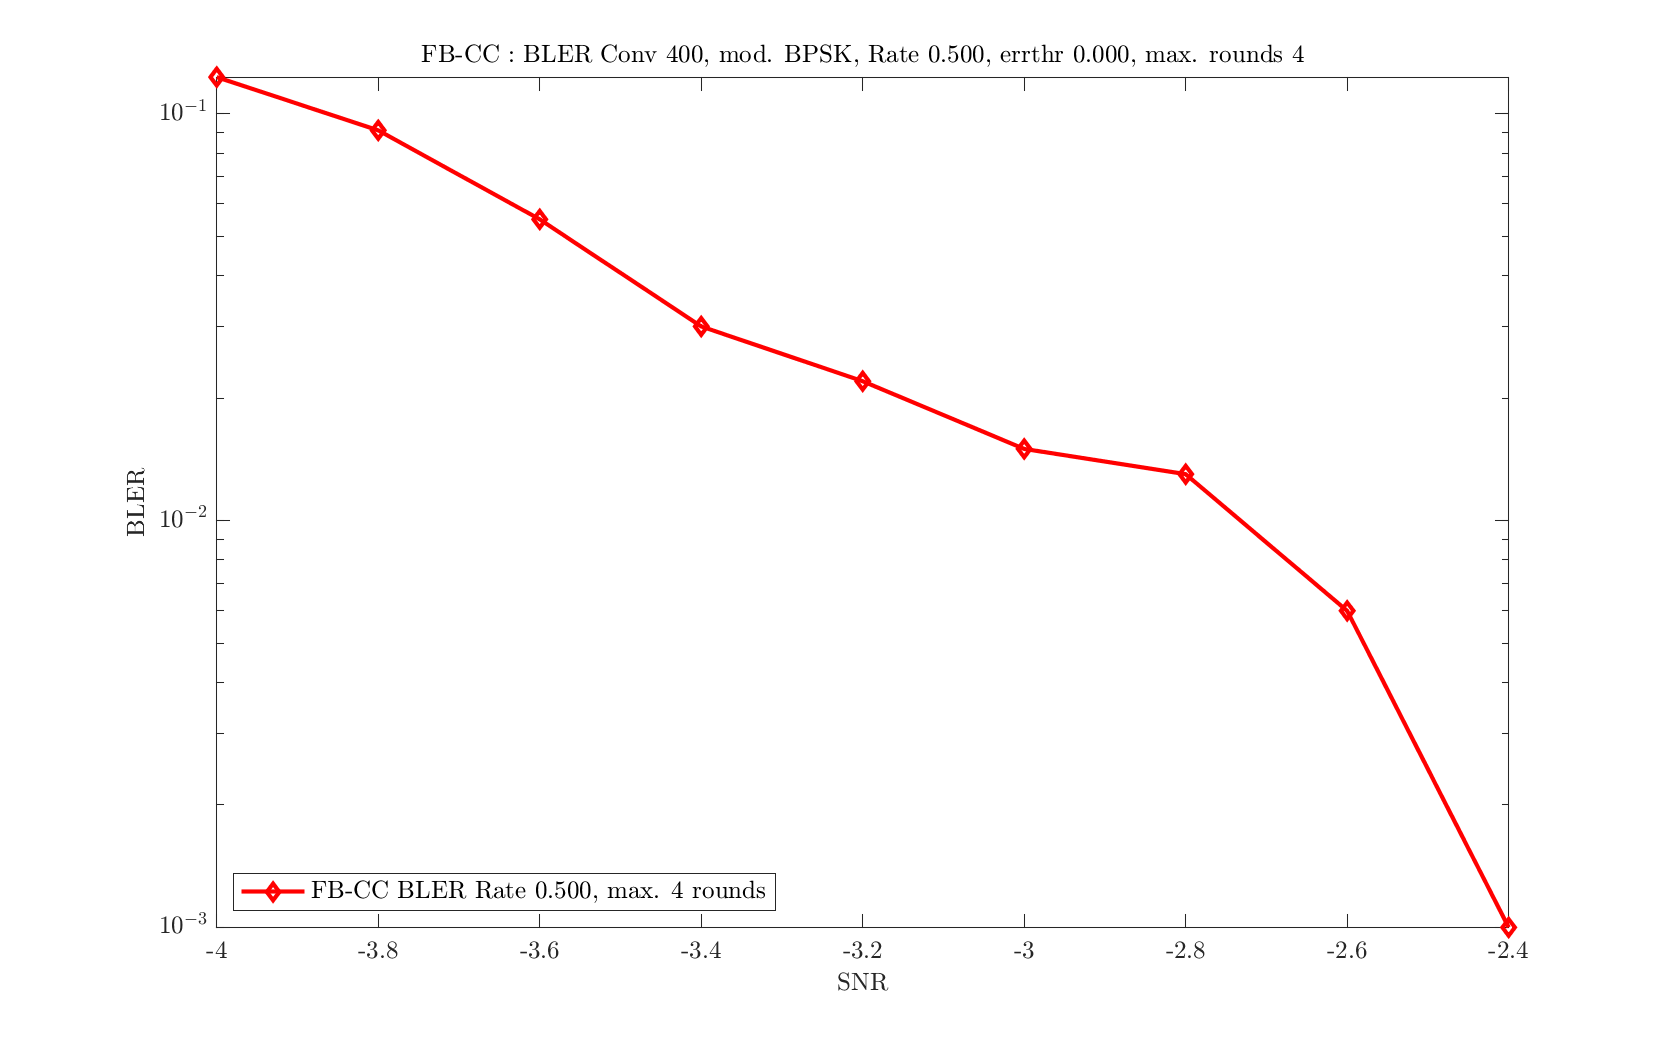 FB-CC : BLER Conv 400, mod. BPSK, Rate 0.500, errthr 0.000, max. rounds 4
10⁻¹
10⁻²
10⁻³
BLER
FB-CC BLER Rate 0.500, max. 4 rounds
-4 -3.8 -3.6 -3.4 -3.2 -3 -2.8 -2.6 -2.4
SNR